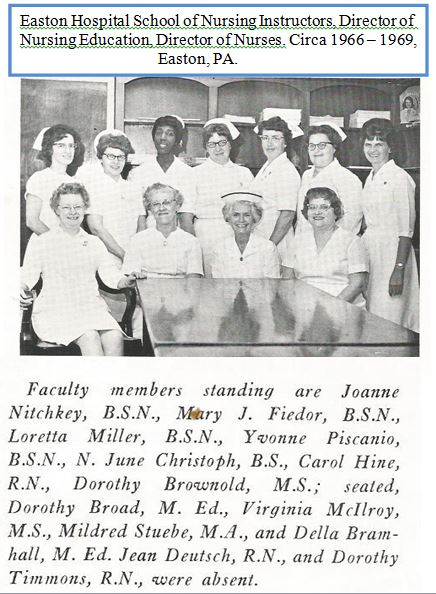 Easton Hospital School of Nursing Instructors, Director of
Nursing Education, Director of Nurses, Circa 1966 – 1969,
Easton, PA.
Faculty members standing are Joanne
Nitchkey, B.S.N., Mary J. Fiedor, B.S.N.,
Loretta Miller, B.S.N., Yvonne Piscanio,
B.S.N., N. June Christoph, B.S., Carol Hine,
R.N., Dorothy Brownold, M.S.; seated,
Dorothy Broad, M. Ed., Virginia McIlroy,
M.S., Mildred Stuebe, M.A., and Della Bram-
hall, M. Ed. Jean Deutsch, R.N., and Dorothy
Timmons, R.N., were absent.